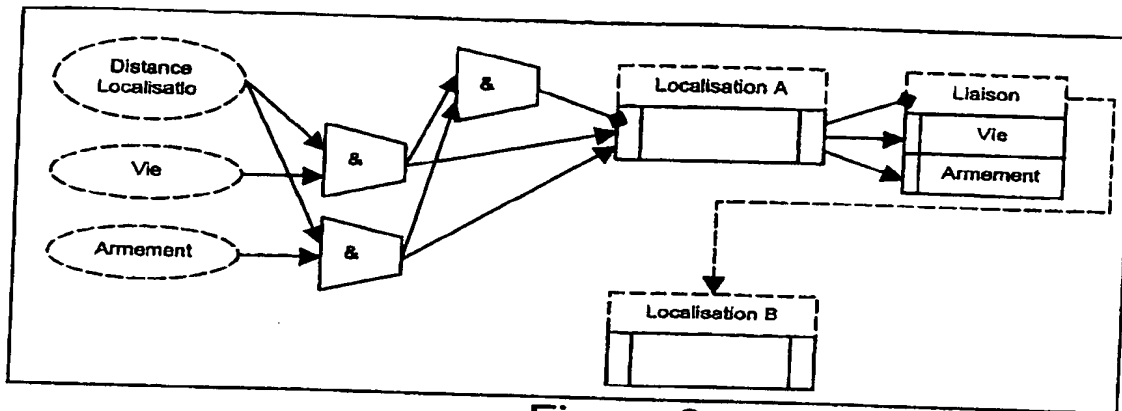 Distance
Localisatio
&
Localisation A
Liaison
Vie
&
Vie
Armement
Armement
&
Localisation B